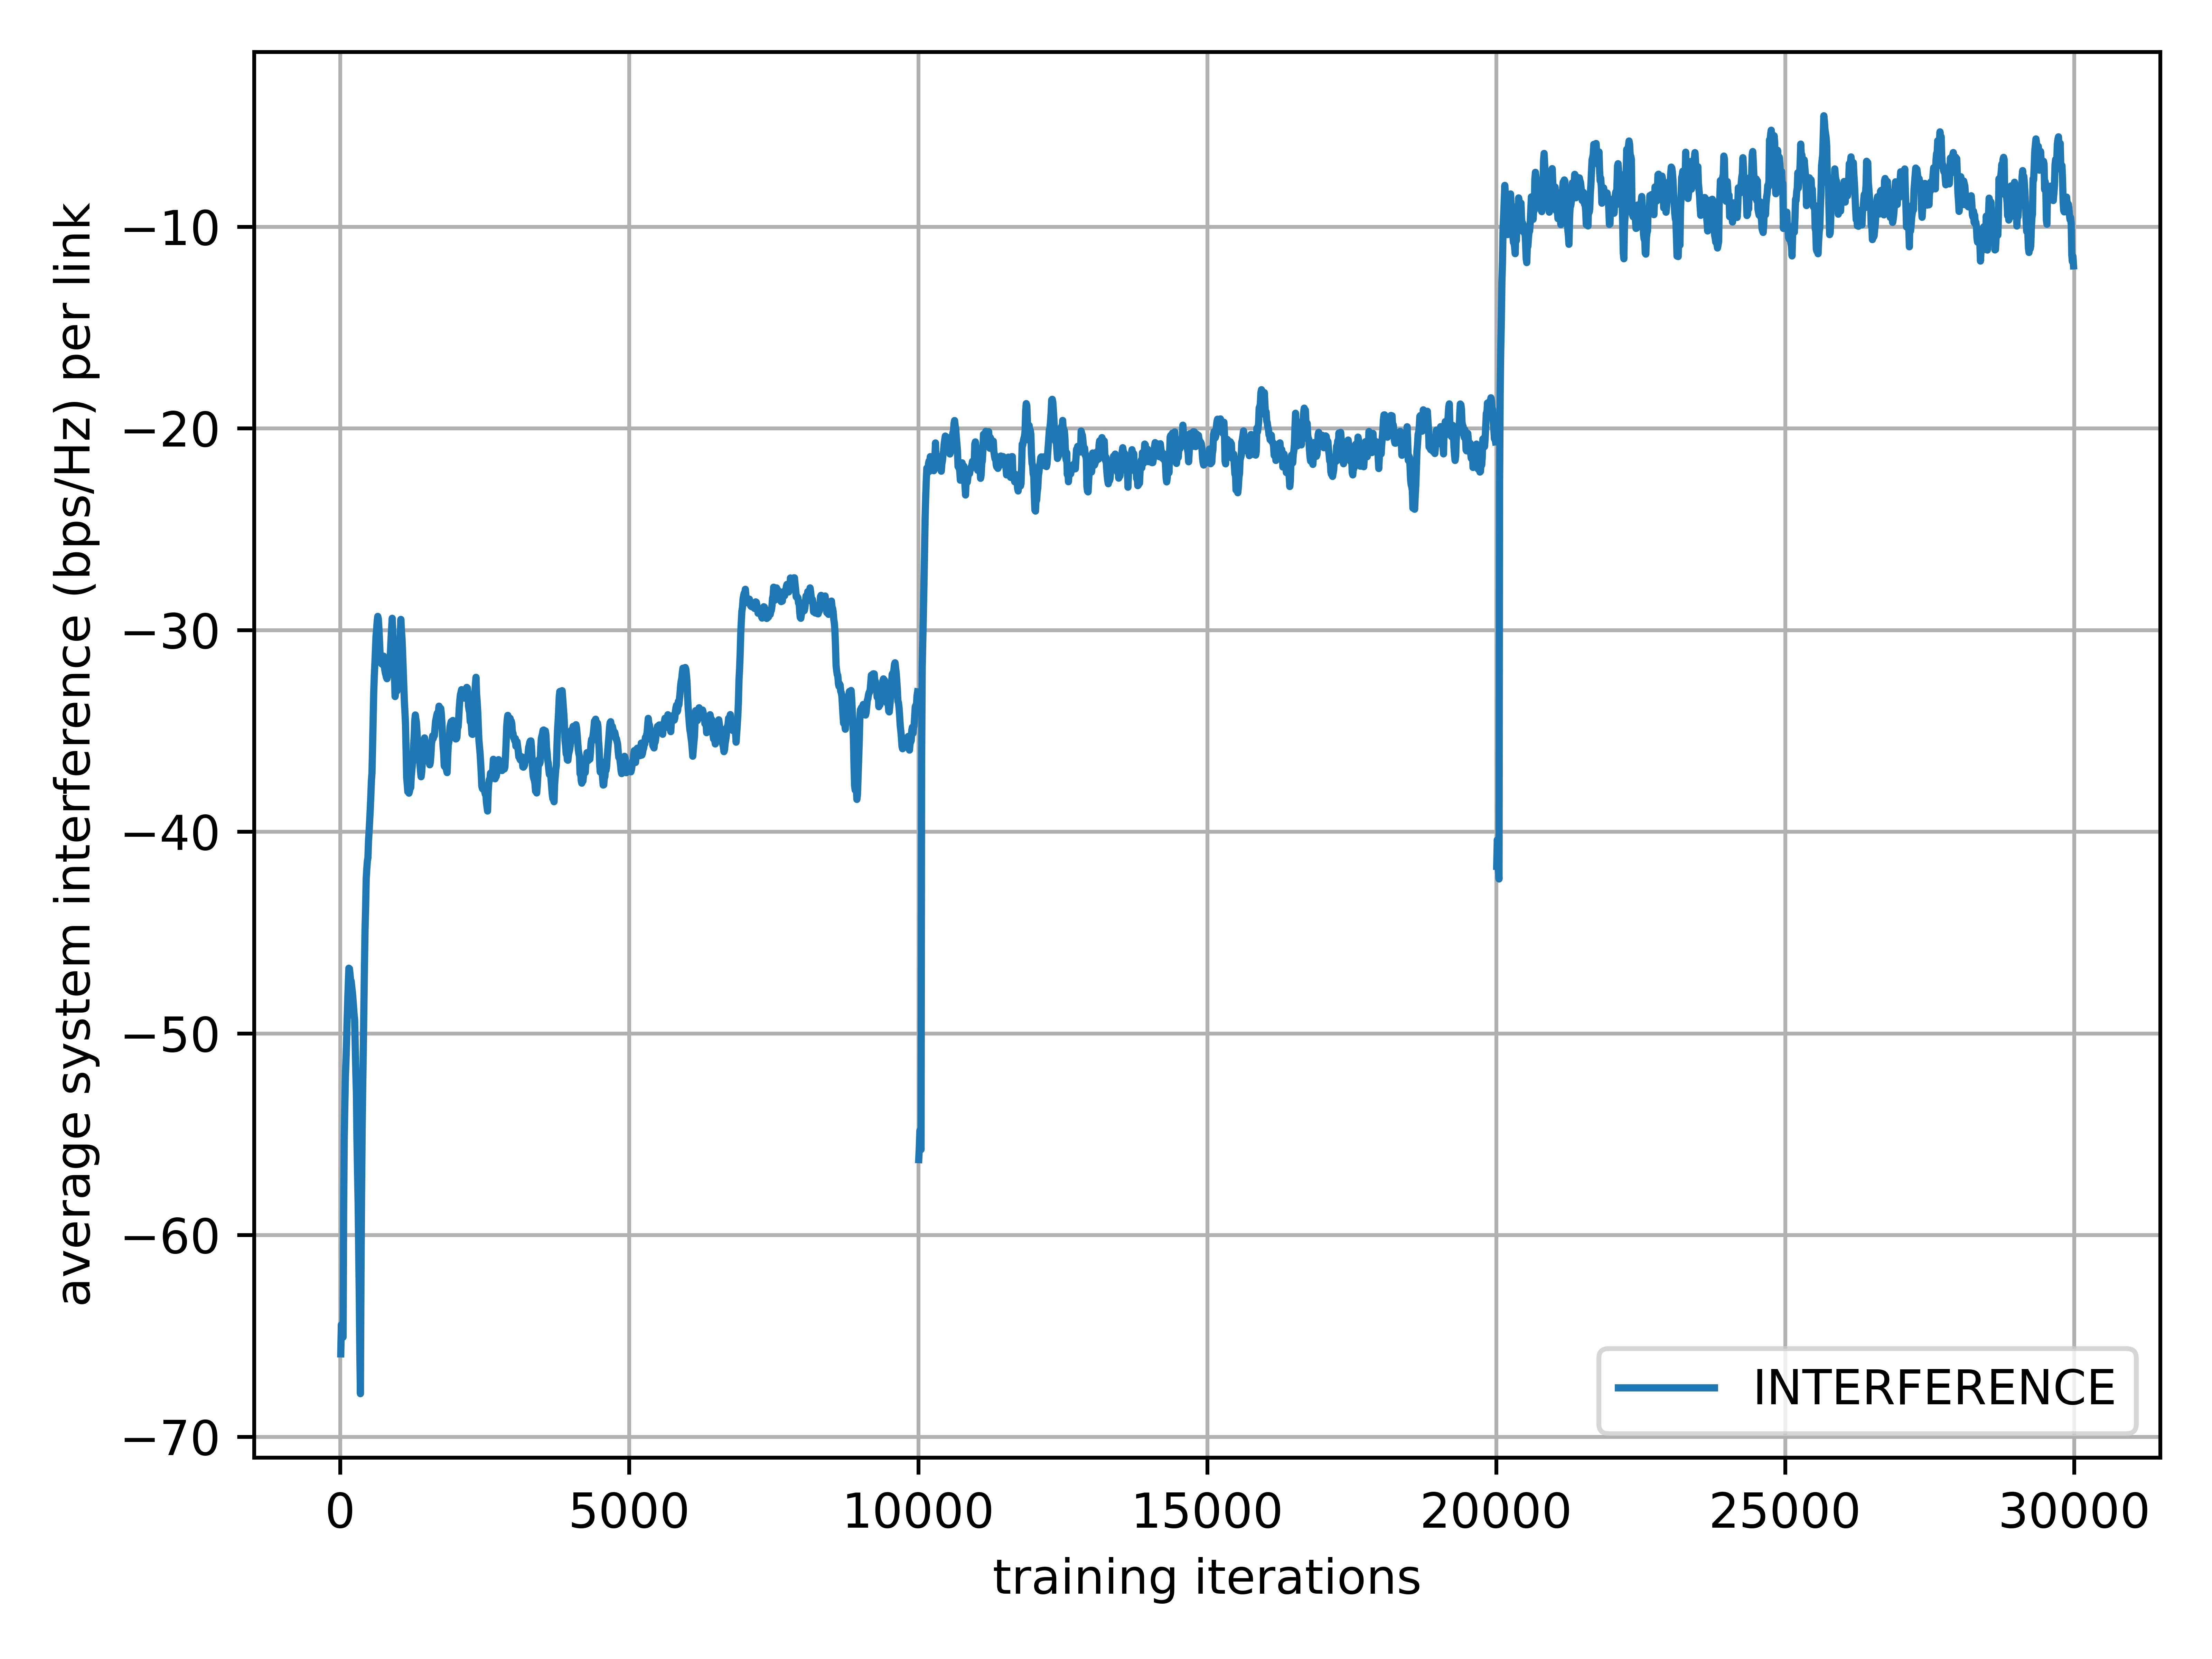 average system interference (bps/Hz) per link
−10
−20
−30
−40
−50
−60
−70
INTERFERENCE
0 5000 10000 15000 20000 25000 30000
training iterations